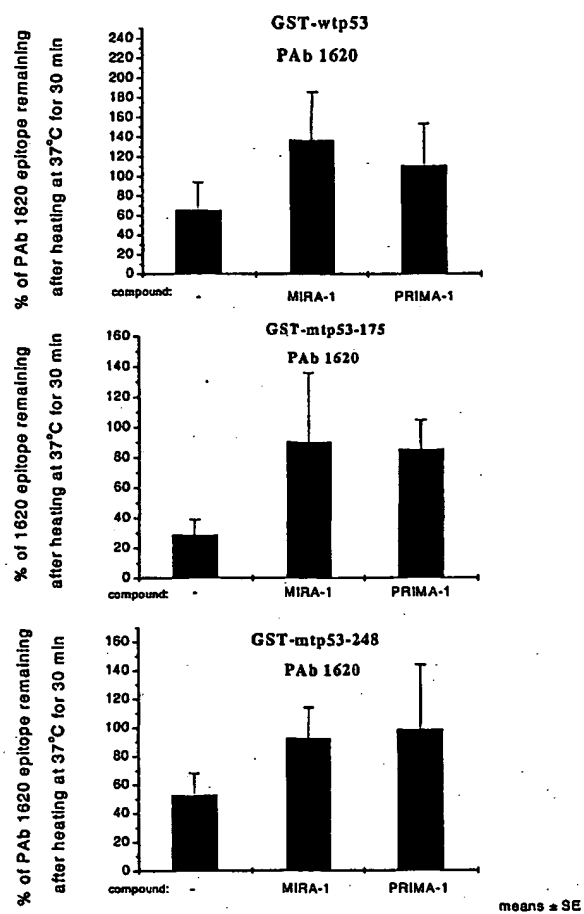 GST-wtp53
PAb 1620
% of PAb 1620 epitope remaining
after heating at 37°C for 30 min
240
220
200
180
160
140
120
100
80
60
40
20
0
compound: - MIRA-1 PRIMA-1
GST-mtp53-175
PAb 1620
% of 1620 epitope remaining
after heating at 37°C for 30 min
160
140
120
100
80
60
40
20
0
compound: - MIRA-1 PRIMA-1
GST-mtp53-248
PAb 1620
% of PAb 1620 epitope remaining
after heating at 37°C for 30 min
160
140
120
100
80
60
40
20
0
compound: - MIRA-1 PRIMA-1
means ± SE